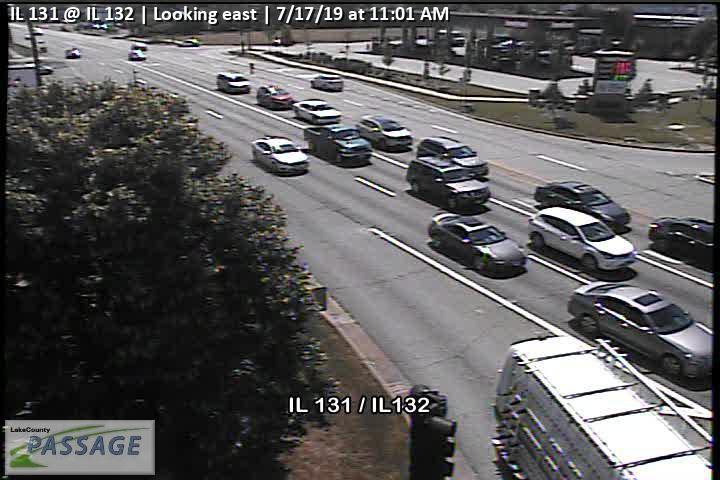 IL 131 @ IL 132 | Looking east | 7/17/19 at 11:01 AM
IL 131 / IL132
LakeCounty
PASSAGE